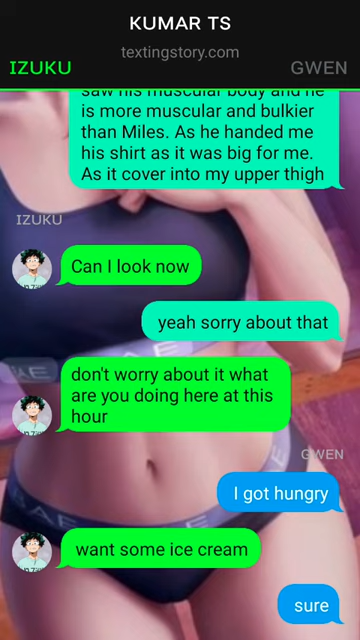 KUMAR TS
textingstory.com
IZUKU
GWEN
saw his muscular body and he
is more muscular and bulkier
than Miles. As he handed me
his shirt as it was big for me.
As it cover into my upper thigh
IZUKU
Can I look now
yeah sorry about that
don't worry about it what
are you doing here at this
hour
GWEN
I got hungry
want some ice cream
sure